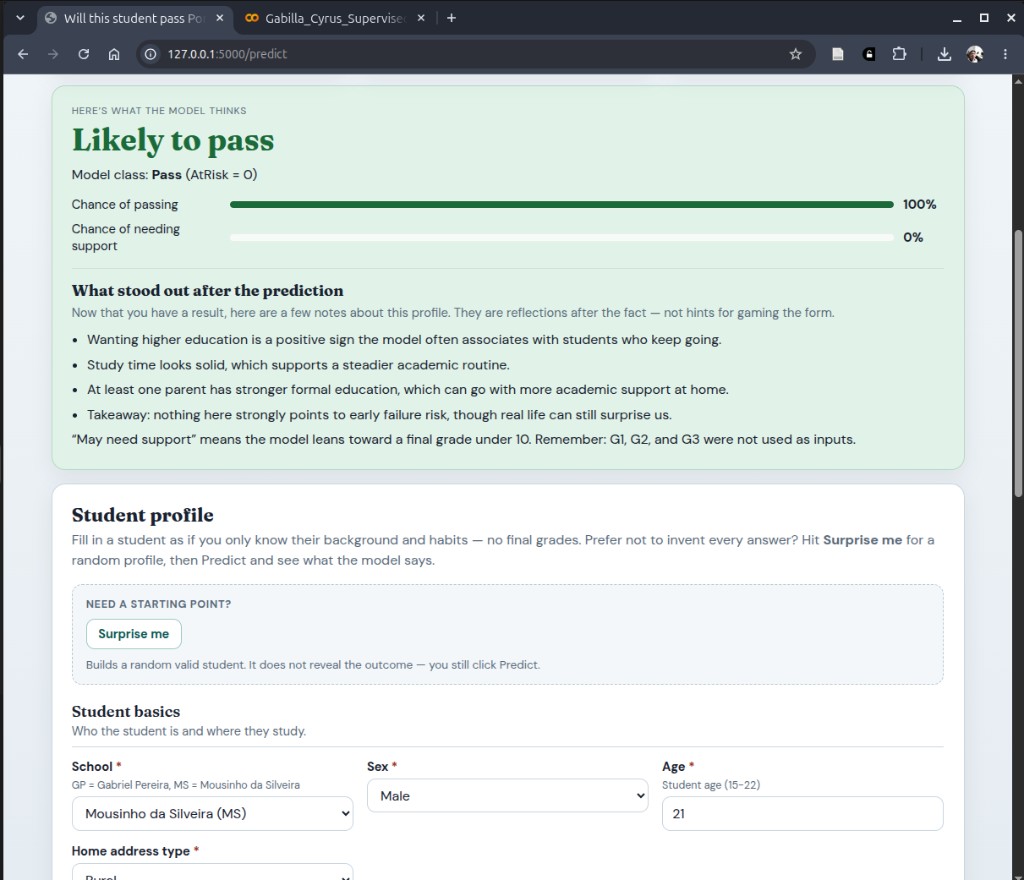 Will this student pass Po
Gabilla_Cyrus_Supervise
127.0.0.1:5000/predict
HERE'S WHAT THE MODEL THINKS
Likely to pass
Model class: Pass (AtRisk = 0)
Chance of passing 100%
Chance of needing
support 0%
What stood out after the prediction
Now that you have a result, here are a few notes about this profile. They are reflections after the fact — not hints for gaming the form.
• Wanting higher education is a positive sign the model often associates with students who keep going.
• Study time looks solid, which supports a steadier academic routine.
• At least one parent has stronger formal education, which can go with more academic support at home.
• Takeaway: nothing here strongly points to early failure risk, though real life can still surprise us.
“May need support” means the model leans toward a final grade under 10. Remember: G1, G2, and G3 were not used as inputs.
Student profile
Fill in a student as if you only know their background and habits — no final grades. Prefer not to invent every answer? Hit Surprise me for a
random profile, then Predict and see what the model says.
NEED A STARTING POINT?
Surprise me
Builds a random valid student. It does not reveal the outcome — you still click Predict.
Student basics
Who the student is and where they study.
School * Sex * Age *
GP = Gabriel Pereira, MS = Mousinho da Silveira Student age (15-22)
Mousinho da Silveira (MS) Male 21
Home address type *
Rural